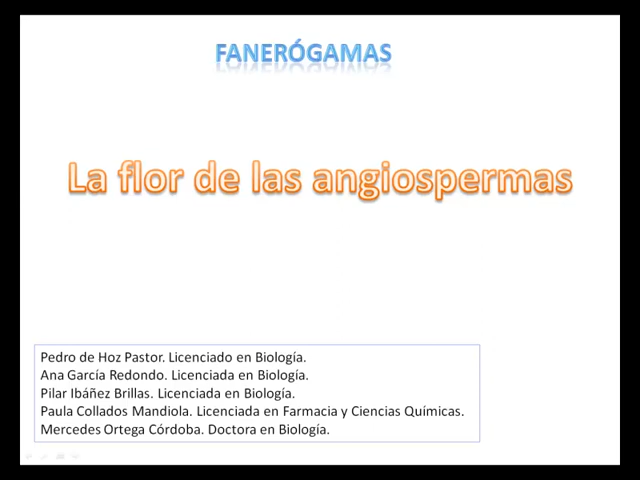 FANERÓGAMAS
La flor de las angiospermas
Pedro de Hoz Pastor. Licenciado en Biología.
Ana García Redondo. Licenciada en Biología.
Pilar Ibáñez Brillas. Licenciada en Biología.
Paula Collados Mandiola. Licenciada en Farmacia y Ciencias Químicas.
Mercedes Ortega Córdoba. Doctora en Biología.